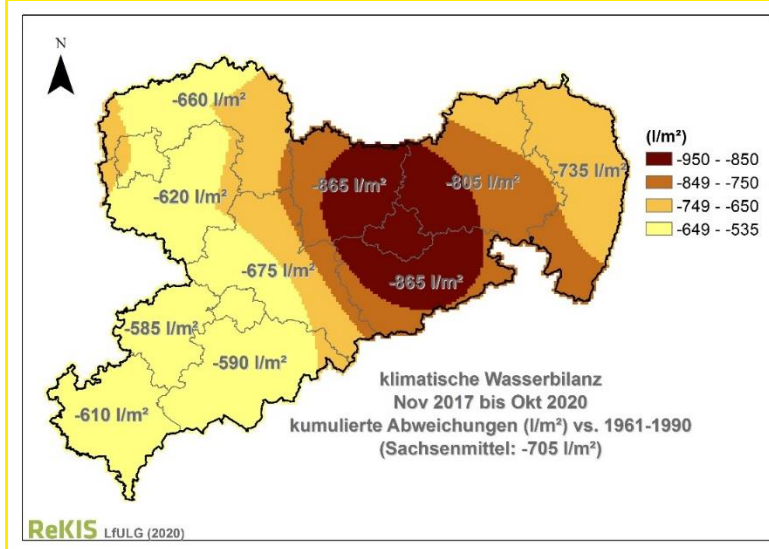 N
-660 l/m²
(l/m²)
-950 - -850
-849 - -750
-749 - -650
-649 - -535
-865 l/m²
-805 l/m²
-735 l/m²
-620 l/m²
-675 l/m²
-865 l/m²
-585 l/m²
-590 l/m²
-610 l/m²
klimatische Wasserbilanz
Nov 2017 bis Okt 2020
kumulierte Abweichungen (l/m²) vs. 1961-1990
(Sachsenmittel: -705 l/m²)
ReKIS LfULG (2020)